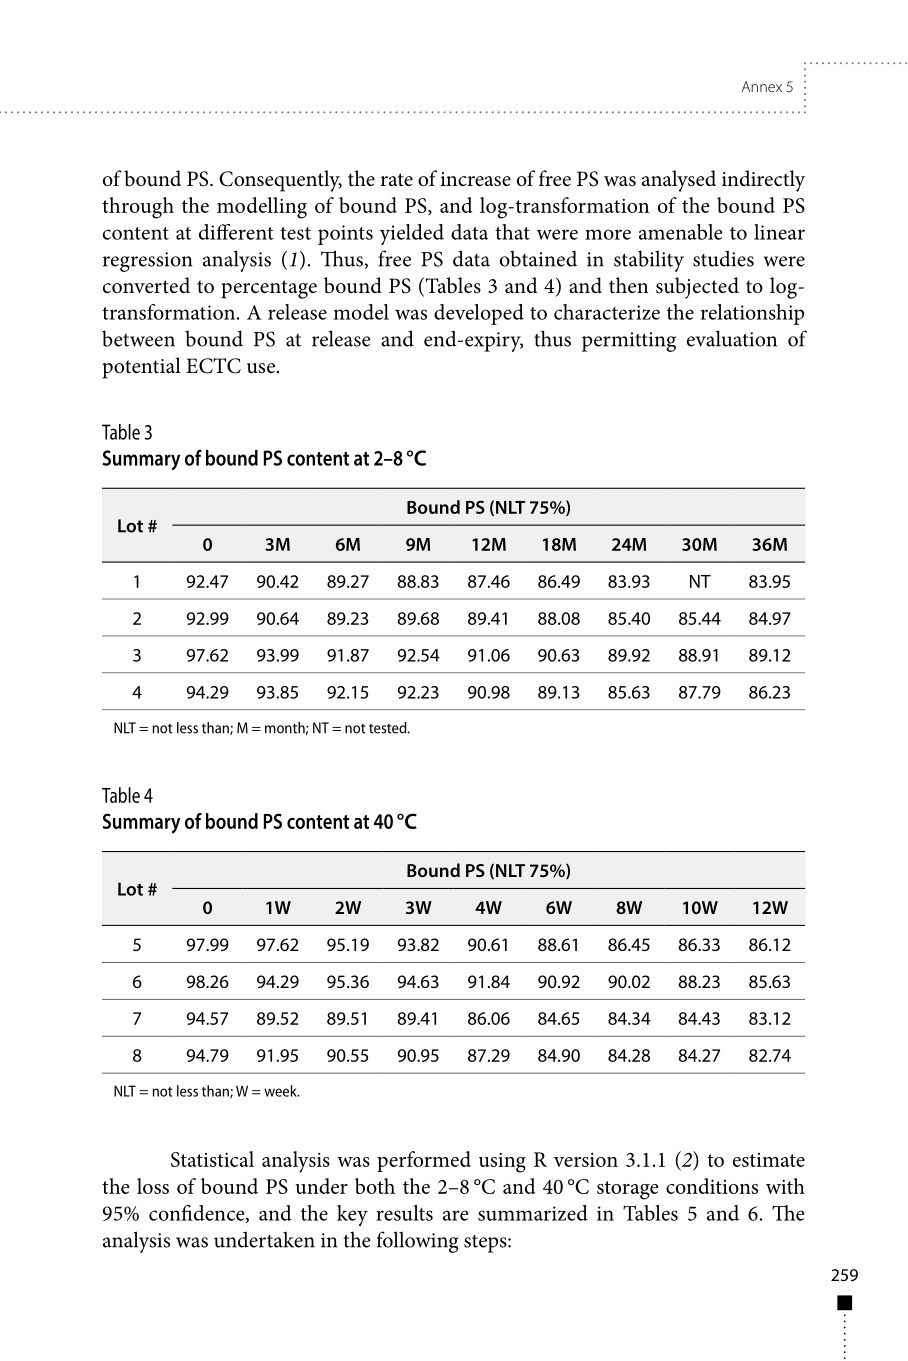 Annex 5
of bound PS. Consequently, the rate of increase of free PS was analysed indirectly
through the modelling of bound PS, and log-transformation of the bound PS
content at different test points yielded data that were more amenable to linear
regression analysis (1). Thus, free PS data obtained in stability studies were
converted to percentage bound PS (Tables 3 and 4) and then subjected to log-
transformation. A release model was developed to characterize the relationship
between bound PS at release and end-expiry, thus permitting evaluation of
potential ECTC use.
Table 3
Summary of bound PS content at 2–8 °C
Lot # Bound PS (NLT 75%)
0 3M 6M 9M 12M 18M 24M 30M 36M
1 92.47 90.42 89.27 88.83 87.46 86.49 83.93 NT 83.95
2 92.99 90.64 89.23 89.68 89.41 88.08 85.40 85.44 84.97
3 97.62 93.99 91.87 92.54 91.06 90.63 89.92 88.91 89.12
4 94.29 93.85 92.15 92.23 90.98 89.13 85.63 87.79 86.23
NLT = not less than; M = month; NT = not tested.
Table 4
Summary of bound PS content at 40 °C
Lot # Bound PS (NLT 75%)
0 1W 2W 3W 4W 6W 8W 10W 12W
5 97.99 97.62 95.19 93.82 90.61 88.61 86.45 86.33 86.12
6 98.26 94.29 95.36 94.63 91.84 90.92 90.02 88.23 85.63
7 94.57 89.52 89.51 89.41 86.06 84.65 84.34 84.43 83.12
8 94.79 91.95 90.55 90.95 87.29 84.90 84.28 84.27 82.74
NLT = not less than; W = week.
Statistical analysis was performed using R version 3.1.1 (2) to estimate
the loss of bound PS under both the 2–8 °C and 40 °C storage conditions with
95% confidence, and the key results are summarized in Tables 5 and 6. The
analysis was undertaken in the following steps:
259